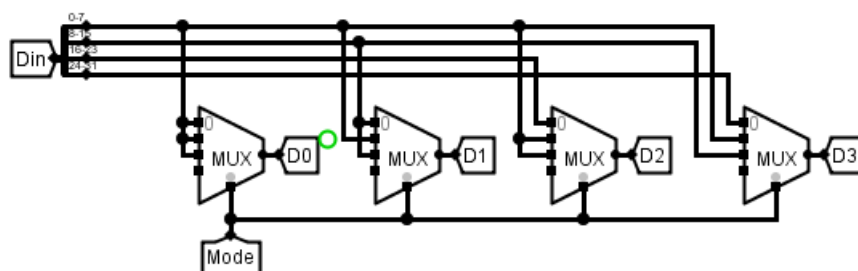 0-7
8-15
16-23
24-31
Din
0
0
0
0
MUX
D0
MUX
D1
MUX
D2
MUX
D3
Mode